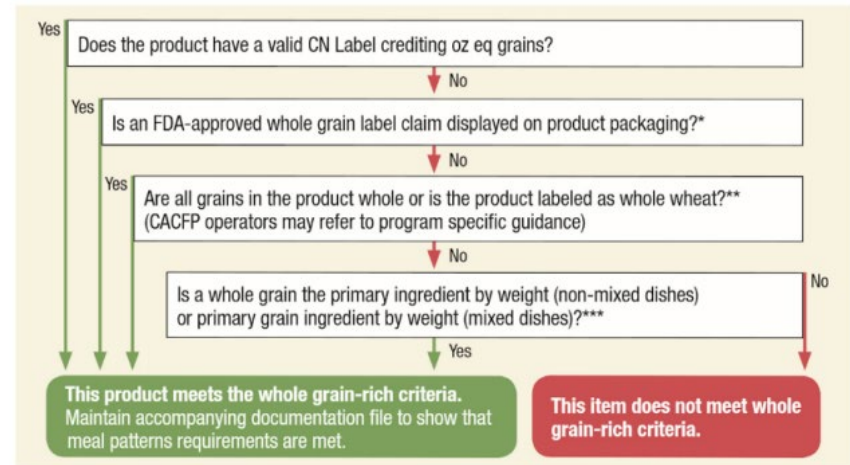 Yes
Does the product have a valid CN Label crediting oz eq grains?
No
Yes
Is an FDA-approved whole grain label claim displayed on product packaging?*
No
Yes
Are all grains in the product whole or is the product labeled as whole wheat?**
(CACFP operators may refer to program specific guidance)
No
Is a whole grain the primary ingredient by weight (non-mixed dishes)
or primary grain ingredient by weight (mixed dishes)?***
No
Yes
This product meets the whole grain-rich criteria.
Maintain accompanying documentation file to show that
meal patterns requirements are met.
This item does not meet whole
grain-rich criteria.